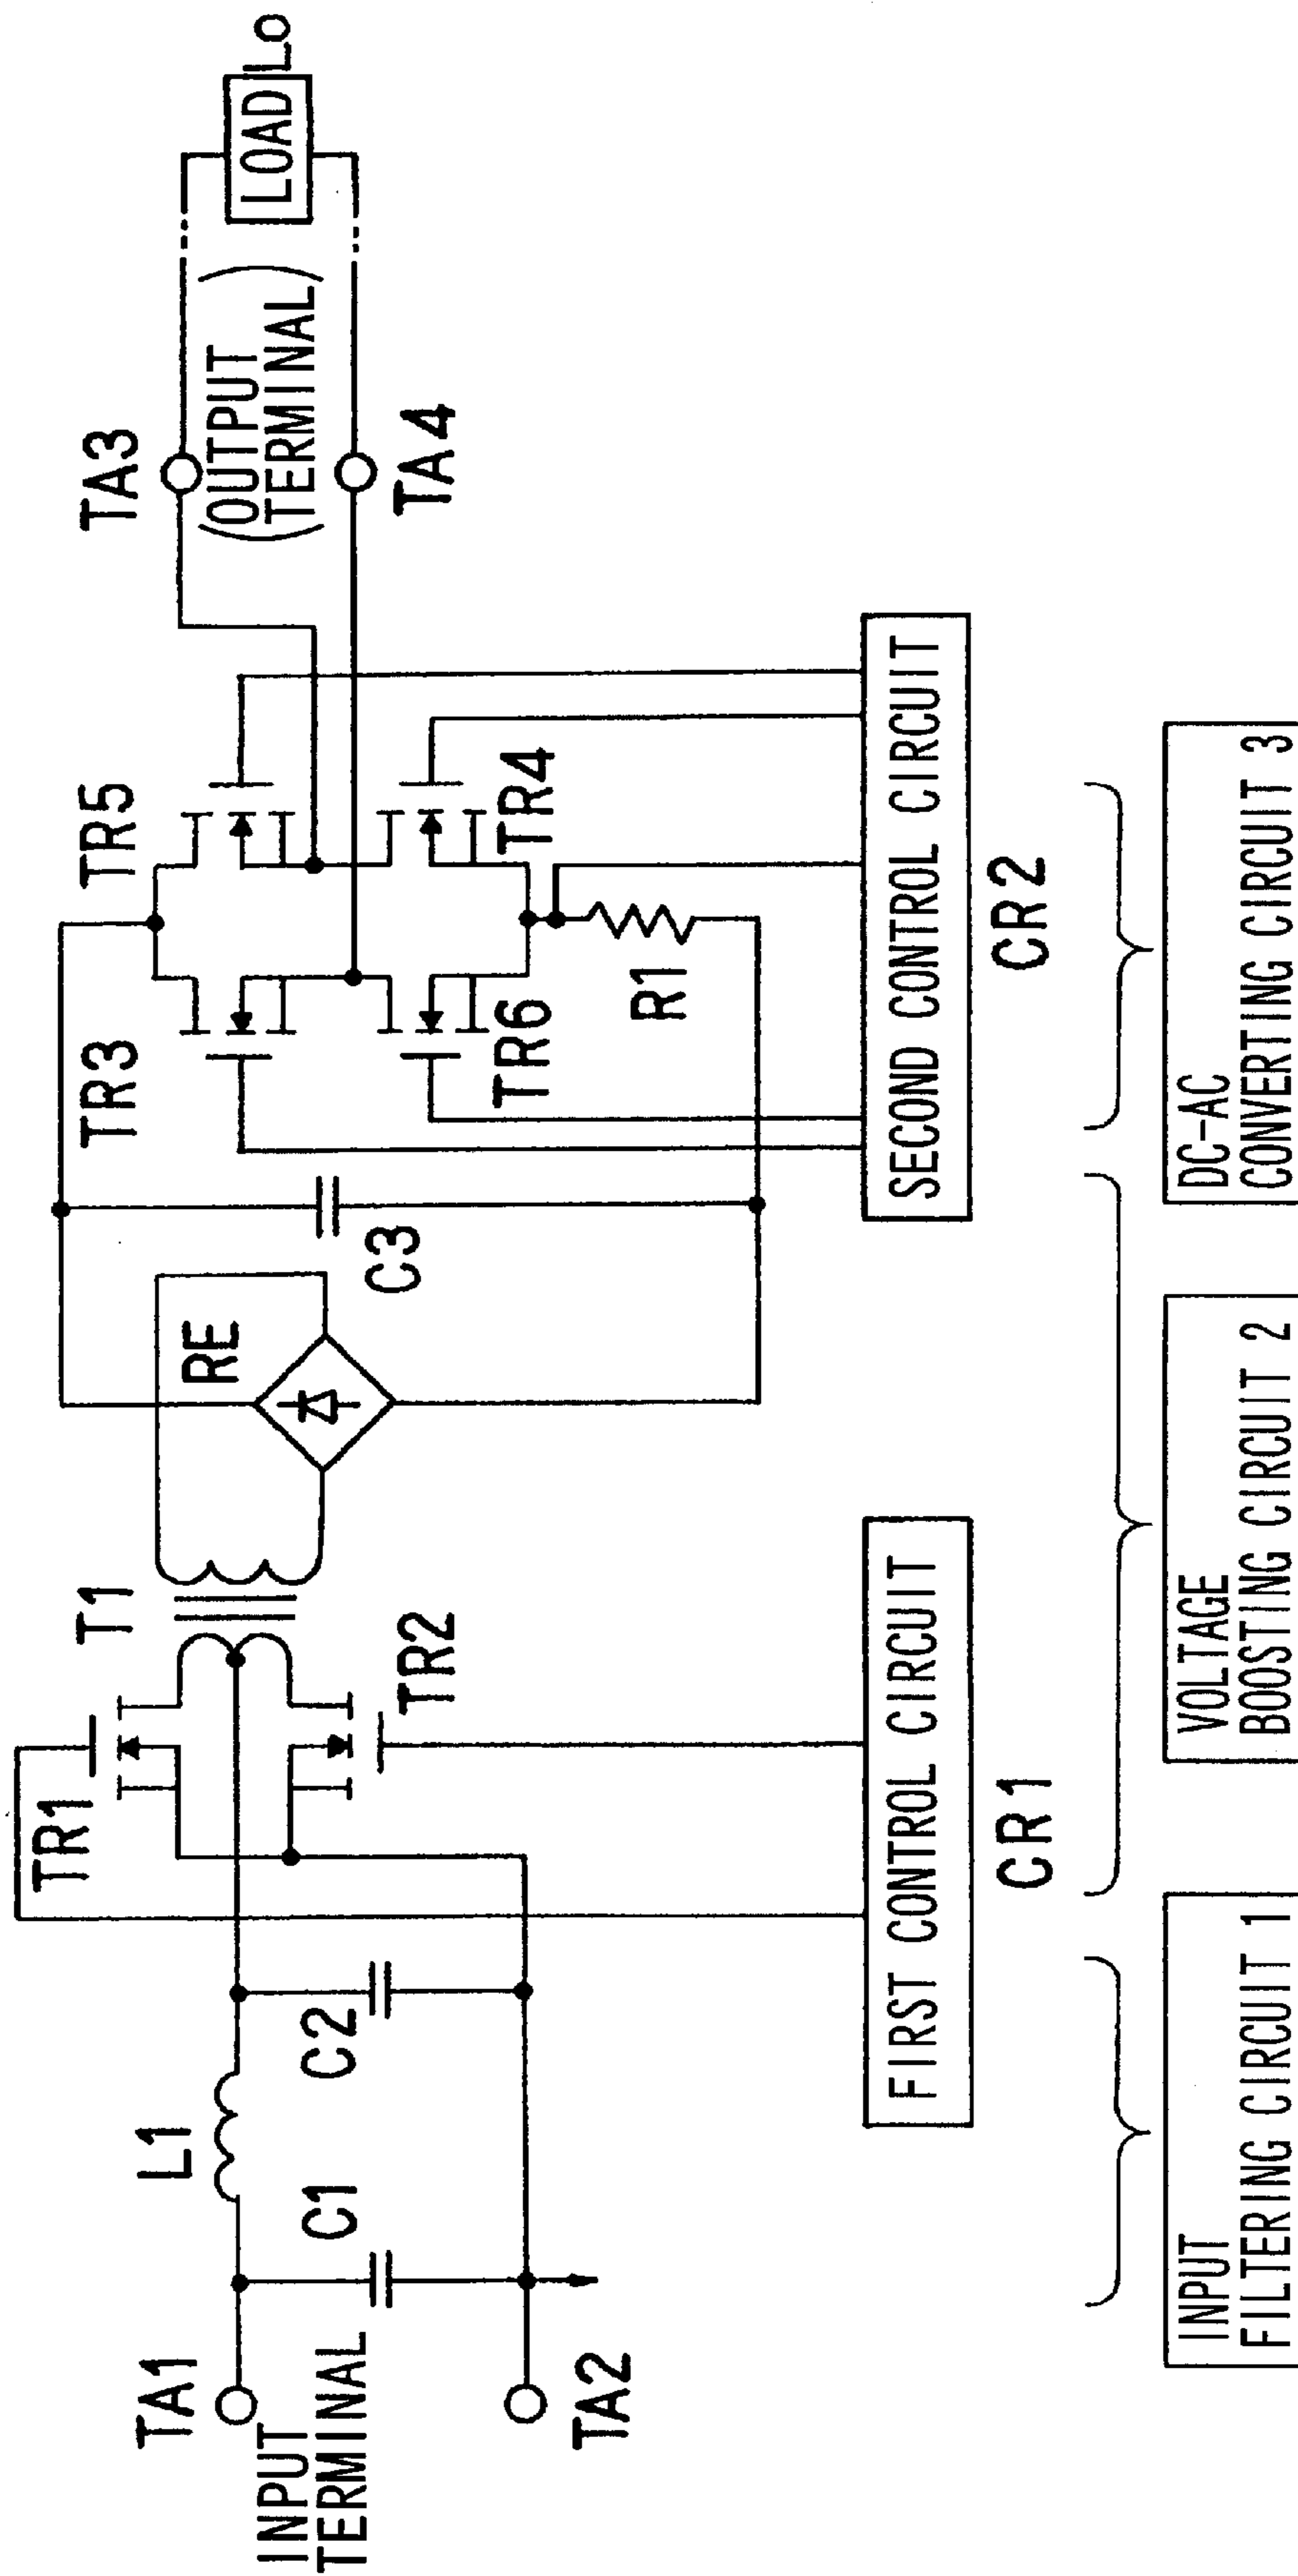 TA1
INPUT
TERMINAL
TA2
L1
C1
C2
TR1
TR2
T1
RE
C3
TR3
TR5
TR6
TR4
R1
TA3
(OUTPUT
TERMINAL)
TA4
LOAD
Lo
FIRST CONTROL CIRCUIT
CR1
SECOND CONTROL CIRCUIT
CR2
INPUT
FILTERING CIRCUIT 1
VOLTAGE
BOOSTING CIRCUIT 2
DC-AC
CONVERTING CIRCUIT 3